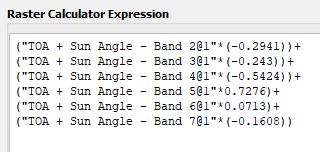 Raster Calculator Expression
("TOA + Sun Angle - Band 2@1"*(-0.2941))+
("TOA + Sun Angle - Band 3@1"*(-0.243))+
("TOA + Sun Angle - Band 4@1"*(-0.5424))+
("TOA + Sun Angle - Band 5@1"*0.7276)+
("TOA + Sun Angle - Band 6@1"*0.0713)+
("TOA + Sun Angle - Band 7@1"*(-0.1608))